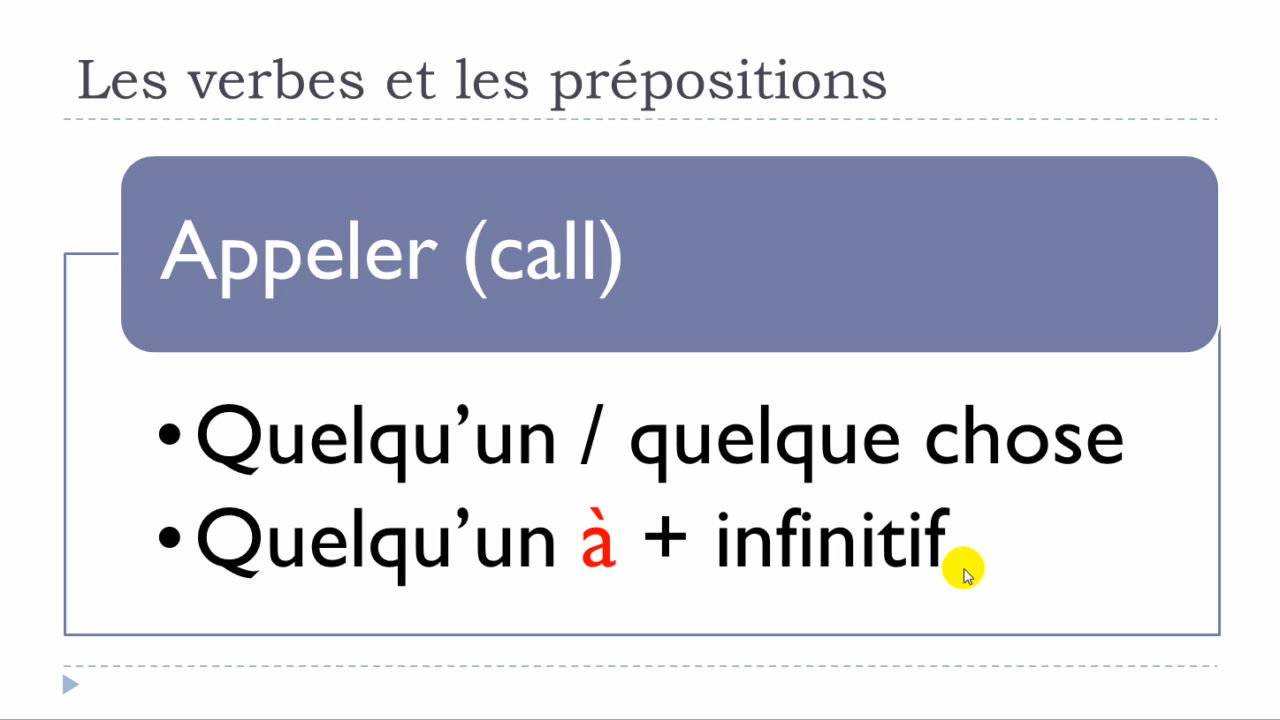 Les verbes et les prépositions
Appeler (call)
•Quelqu’un / quelque chose
•Quelqu’un à + infinitif